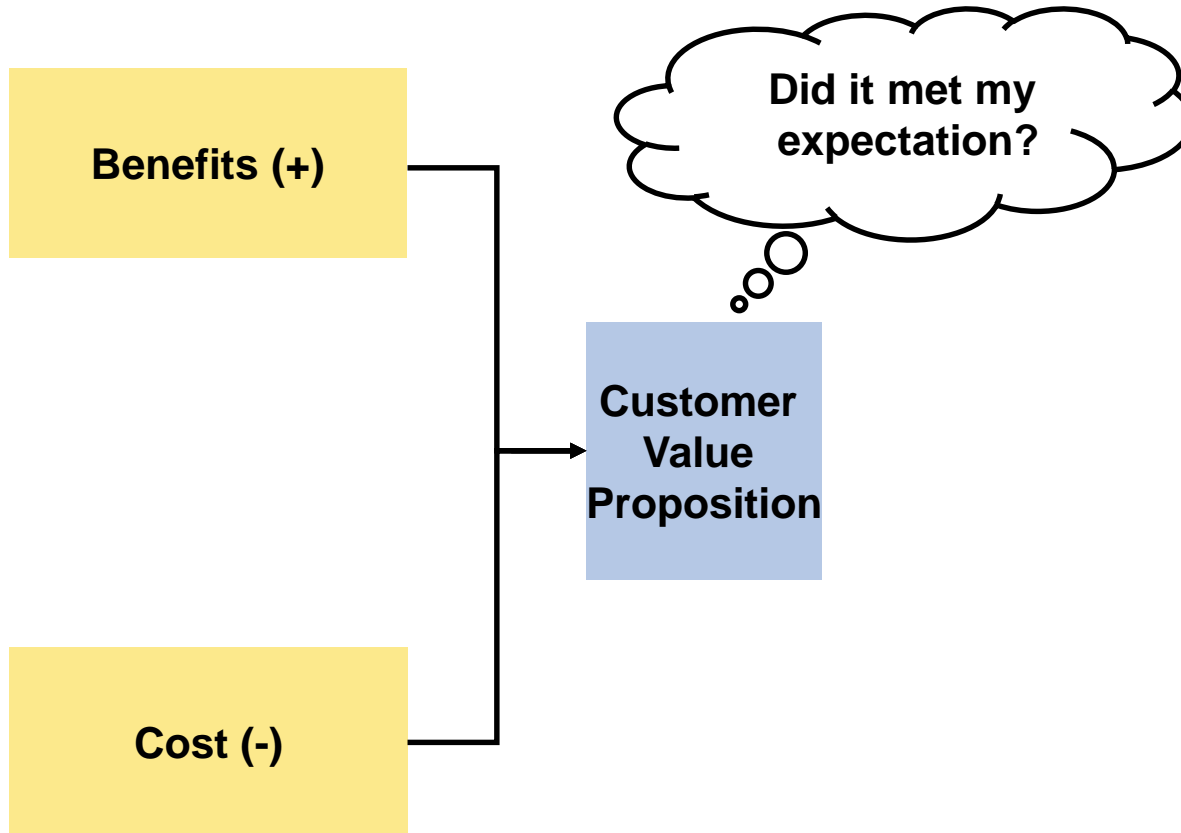 Did it met my
expectation?
Benefits (+)
Customer
Value
Proposition
Cost (-)